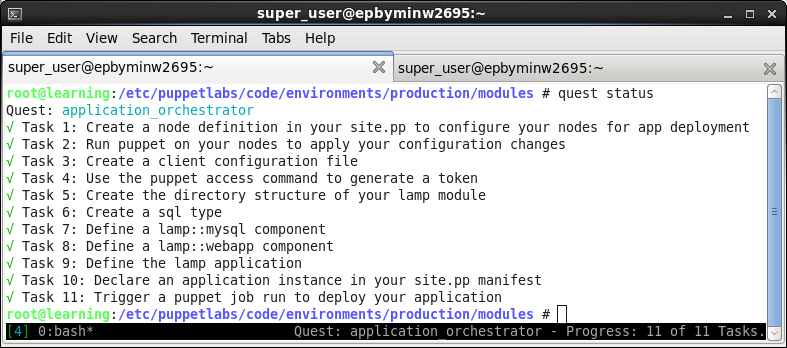 super_user@epbyminw2695:~
File Edit View Search Terminal Tabs Help
super_user@epbyminw2695:~ super_user@epbyminw2695:~
root@learning:/etc/puppetlabs/code/environments/production/modules # quest status
Quest: application_orchestrator
√ Task 1: Create a node definition in your site.pp to configure your nodes for app deployment
√ Task 2: Run puppet on your nodes to apply your configuration changes
√ Task 3: Create a client configuration file
√ Task 4: Use the puppet access command to generate a token
√ Task 5: Create the directory structure of your lamp module
√ Task 6: Create a sql type
√ Task 7: Define a lamp::mysql component
√ Task 8: Define a lamp::webapp component
√ Task 9: Define the lamp application
√ Task 10: Declare an application instance in your site.pp manifest
√ Task 11: Trigger a puppet job run to deploy your application
root@learning:/etc/puppetlabs/code/environments/production/modules #
[4] 0:bash* Quest: application_orchestrator - Progress: 11 of 11 Tasks.